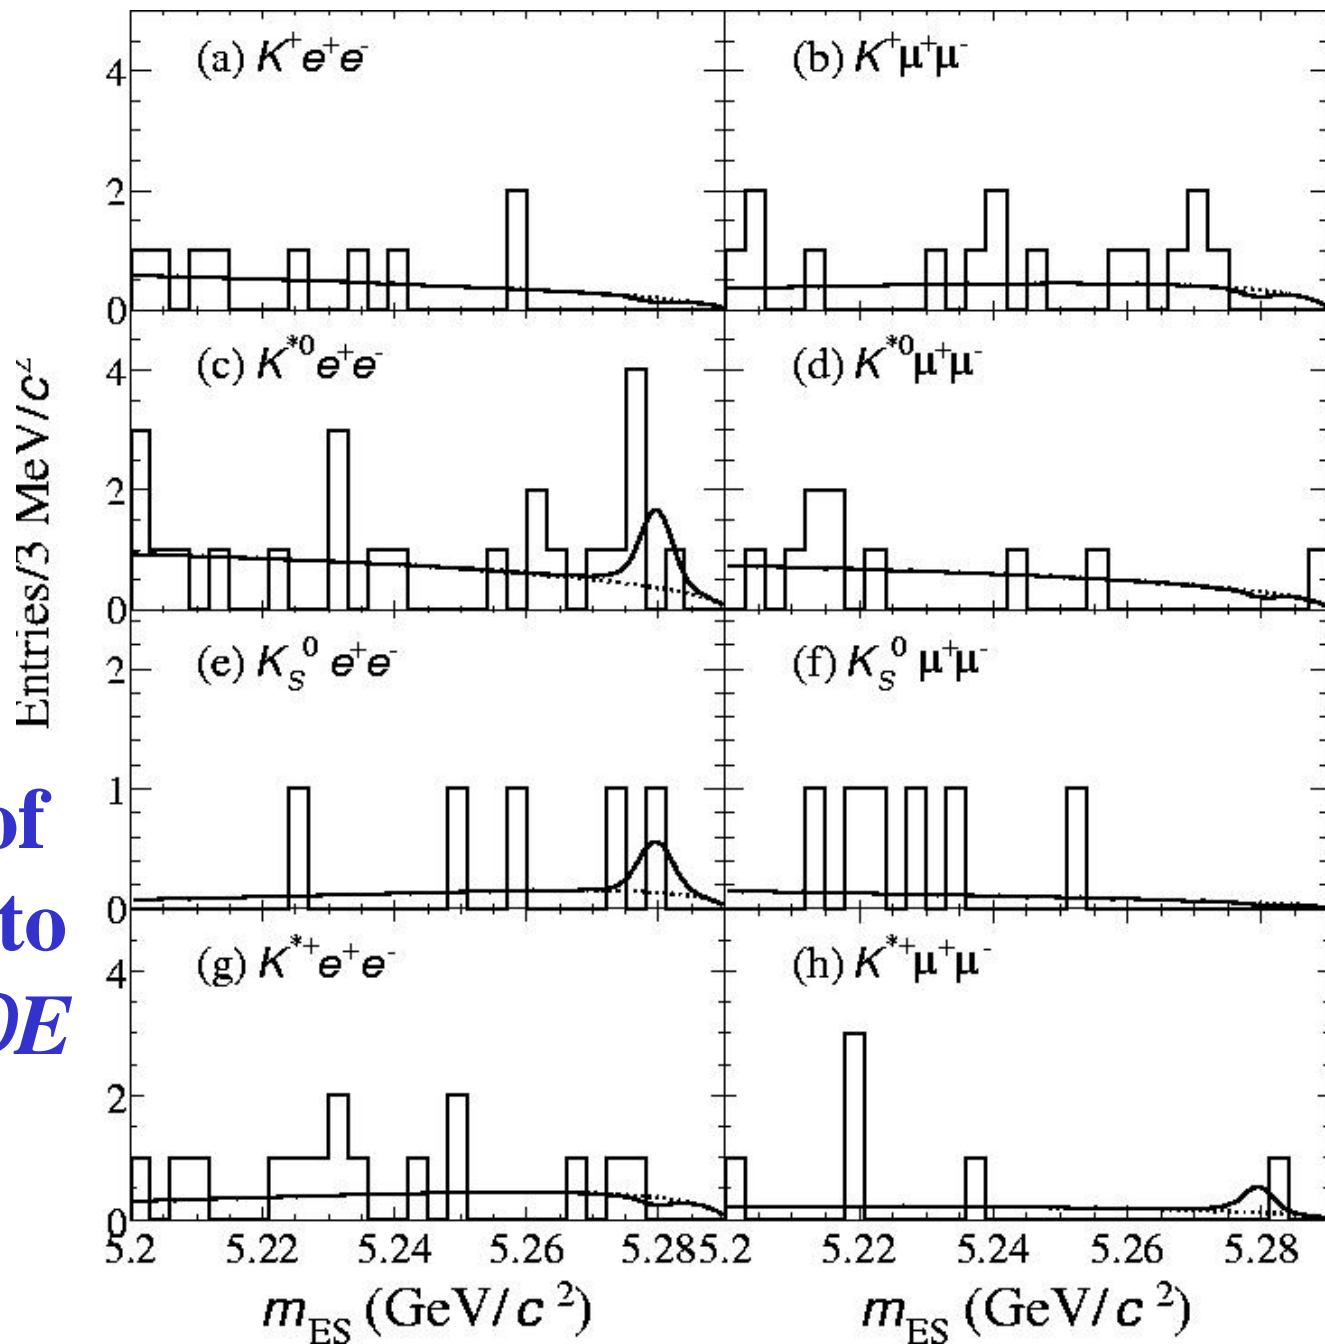 (a) K⁺e⁺e⁻
(b) K⁺μ⁺μ⁻
4
2
0
(c) K*⁰e⁺e⁻
(d) K*⁰μ⁺μ⁻
4
2
0
Entries/3 MeV/c²
(e) K_S⁰ e⁺e⁻
(f) K_S⁰ μ⁺μ⁻
2
1
0
of
to
E
(g) K*⁺e⁺e⁻
(h) K*⁺μ⁺μ⁻
4
2
0
5.2 5.22 5.24 5.26 5.28 5.2 5.22 5.24 5.26 5.28
m_ES (GeV/c²) m_ES (GeV/c²)